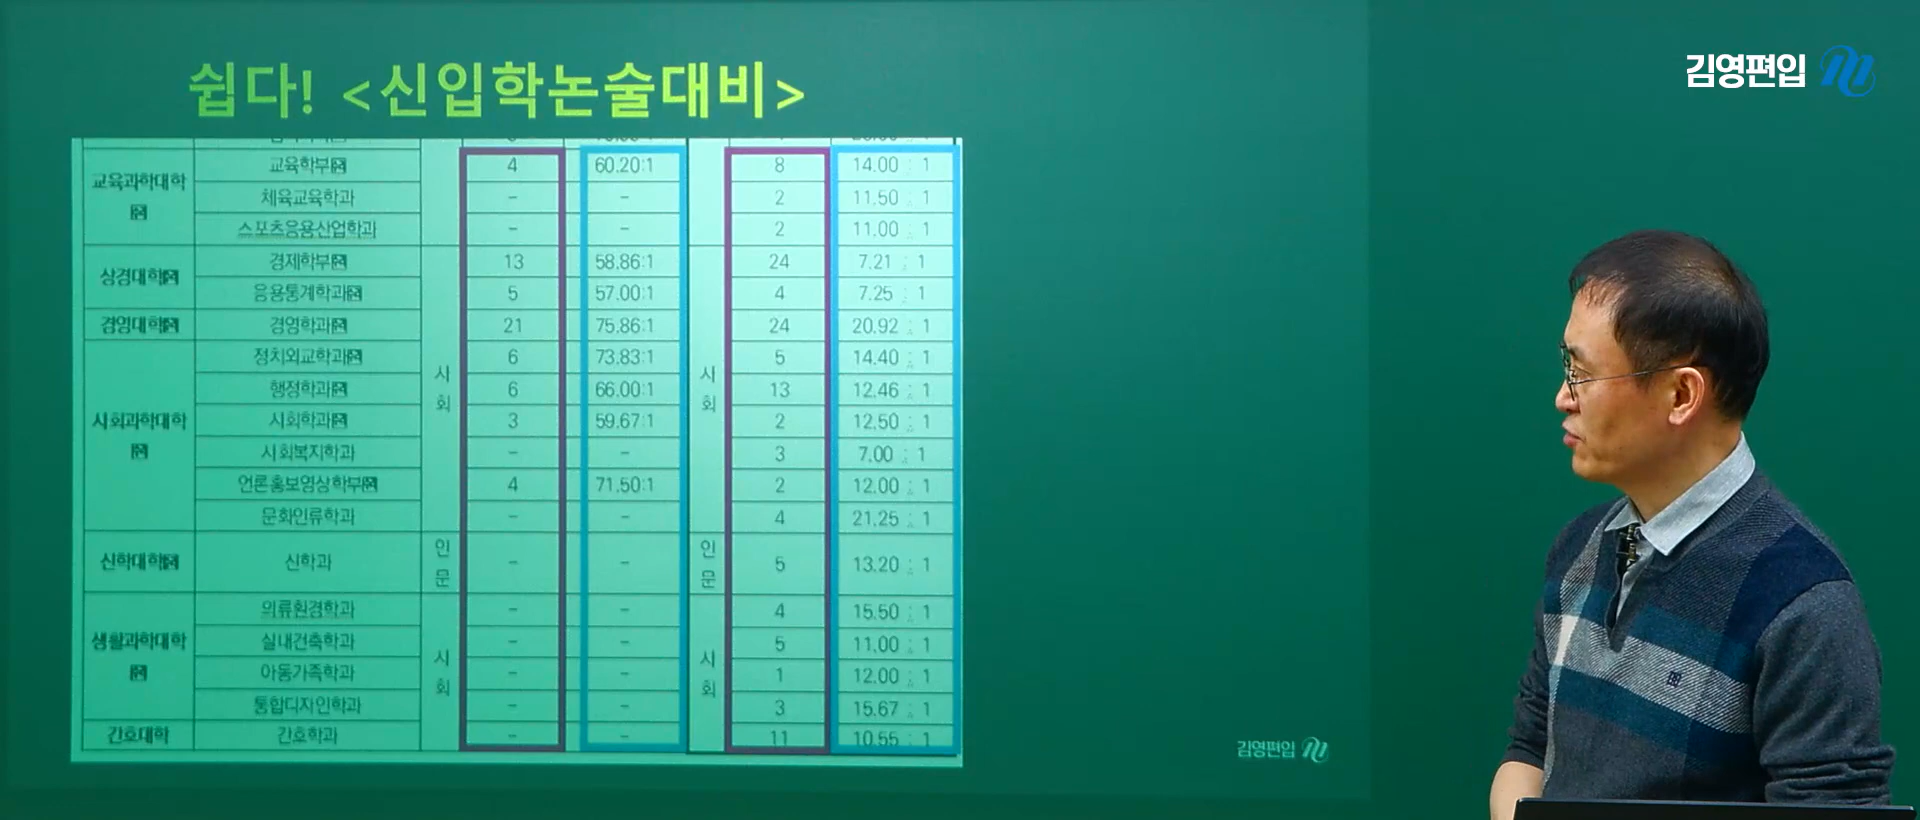 쉽다! <신입학논술대비>
김영편입
교육과학대학 교육학부 4 60.20:1 8 14.00 : 1
체육교육학과 - - 2 11.50 : 1
스포츠응용산업학과 - - 2 11.00 : 1
상경대학 경제학부 사회 13 58.86:1 사회 24 7.21 : 1
응용통계학과 5 57.00:1 4 7.25 : 1
경영대학 경영학과 21 75.86:1 24 20.92 : 1
사회과학대학 정치외교학과 6 73.83:1 5 14.40 : 1
행정학과 6 66.00:1 13 12.46 : 1
사회학과 3 59.67:1 2 12.50 : 1
사회복지학과 - - 3 7.00 : 1
언론홍보영상학부 4 71.50:1 2 12.00 : 1
문화인류학과 - - 4 21.25 : 1
신학대학 신학과 인문 - - 인문 5 13.20 : 1
생활과학대학 의류환경학과 사회 - - 사회 4 15.50 : 1
실내건축학과 - - 5 11.00 : 1
아동가족학과 - - 1 12.00 : 1
통합디자인학과 - - 3 15.67 : 1
간호대학 간호학과 - - 11 10.55 : 1
김영편입